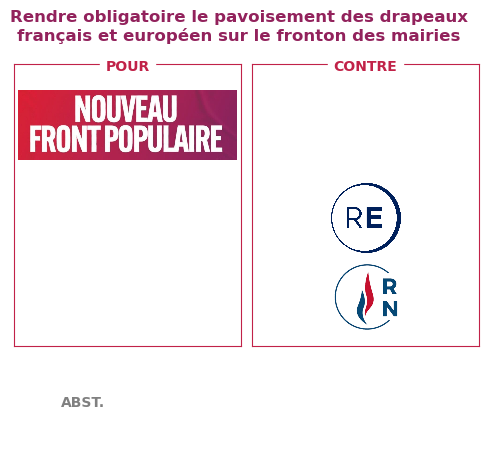 Rendre obligatoire le pavoisement des drapeaux
français et européen sur le fronton des mairies
POUR
CONTRE
NOUVEAU
FRONT POPULAIRE
RE
R
N
ABST.